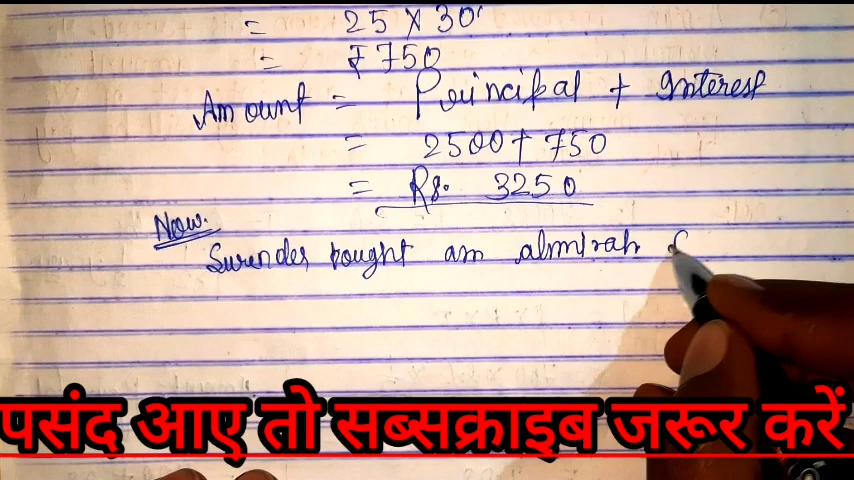 = 25 × 30
= ₹750
Amount = Principal + Interest
= 2500 + 750
= Rs. 3250
Now.
Surender bought am almirah
पसंद आए तो सब्सक्राइब जरूर करें